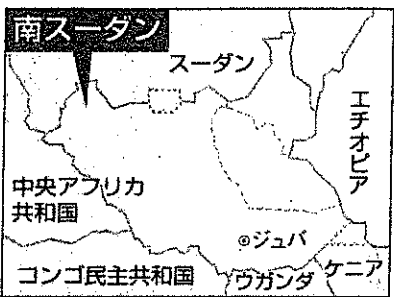 南スーダン
スーダン
エチオピア
中央アフリカ
共和国
◎ジュバ
コンゴ民主共和国
ウガンダ
ケニア